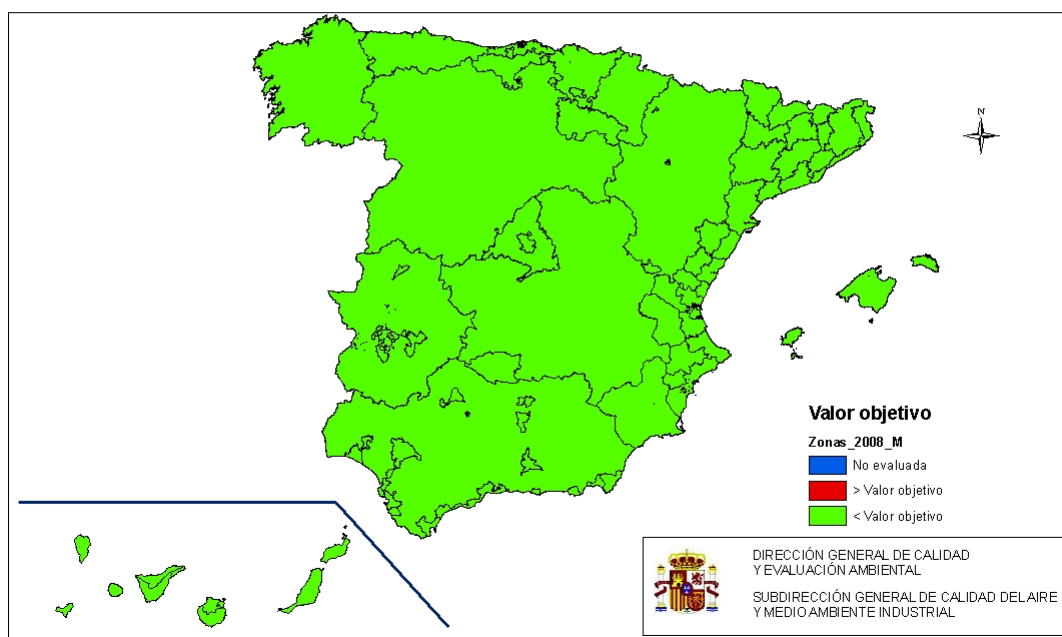 N
Valor objetivo
Zonas_2008_M
No evaluada
> Valor objetivo
< Valor objetivo
DIRECCIÓN GENERAL DE CALIDAD
Y EVALUACIÓN AMBIENTAL
SUBDIRECCIÓN GENERAL DE CALIDAD DEL AIRE
Y MEDIO AMBIENTE INDUSTRIAL